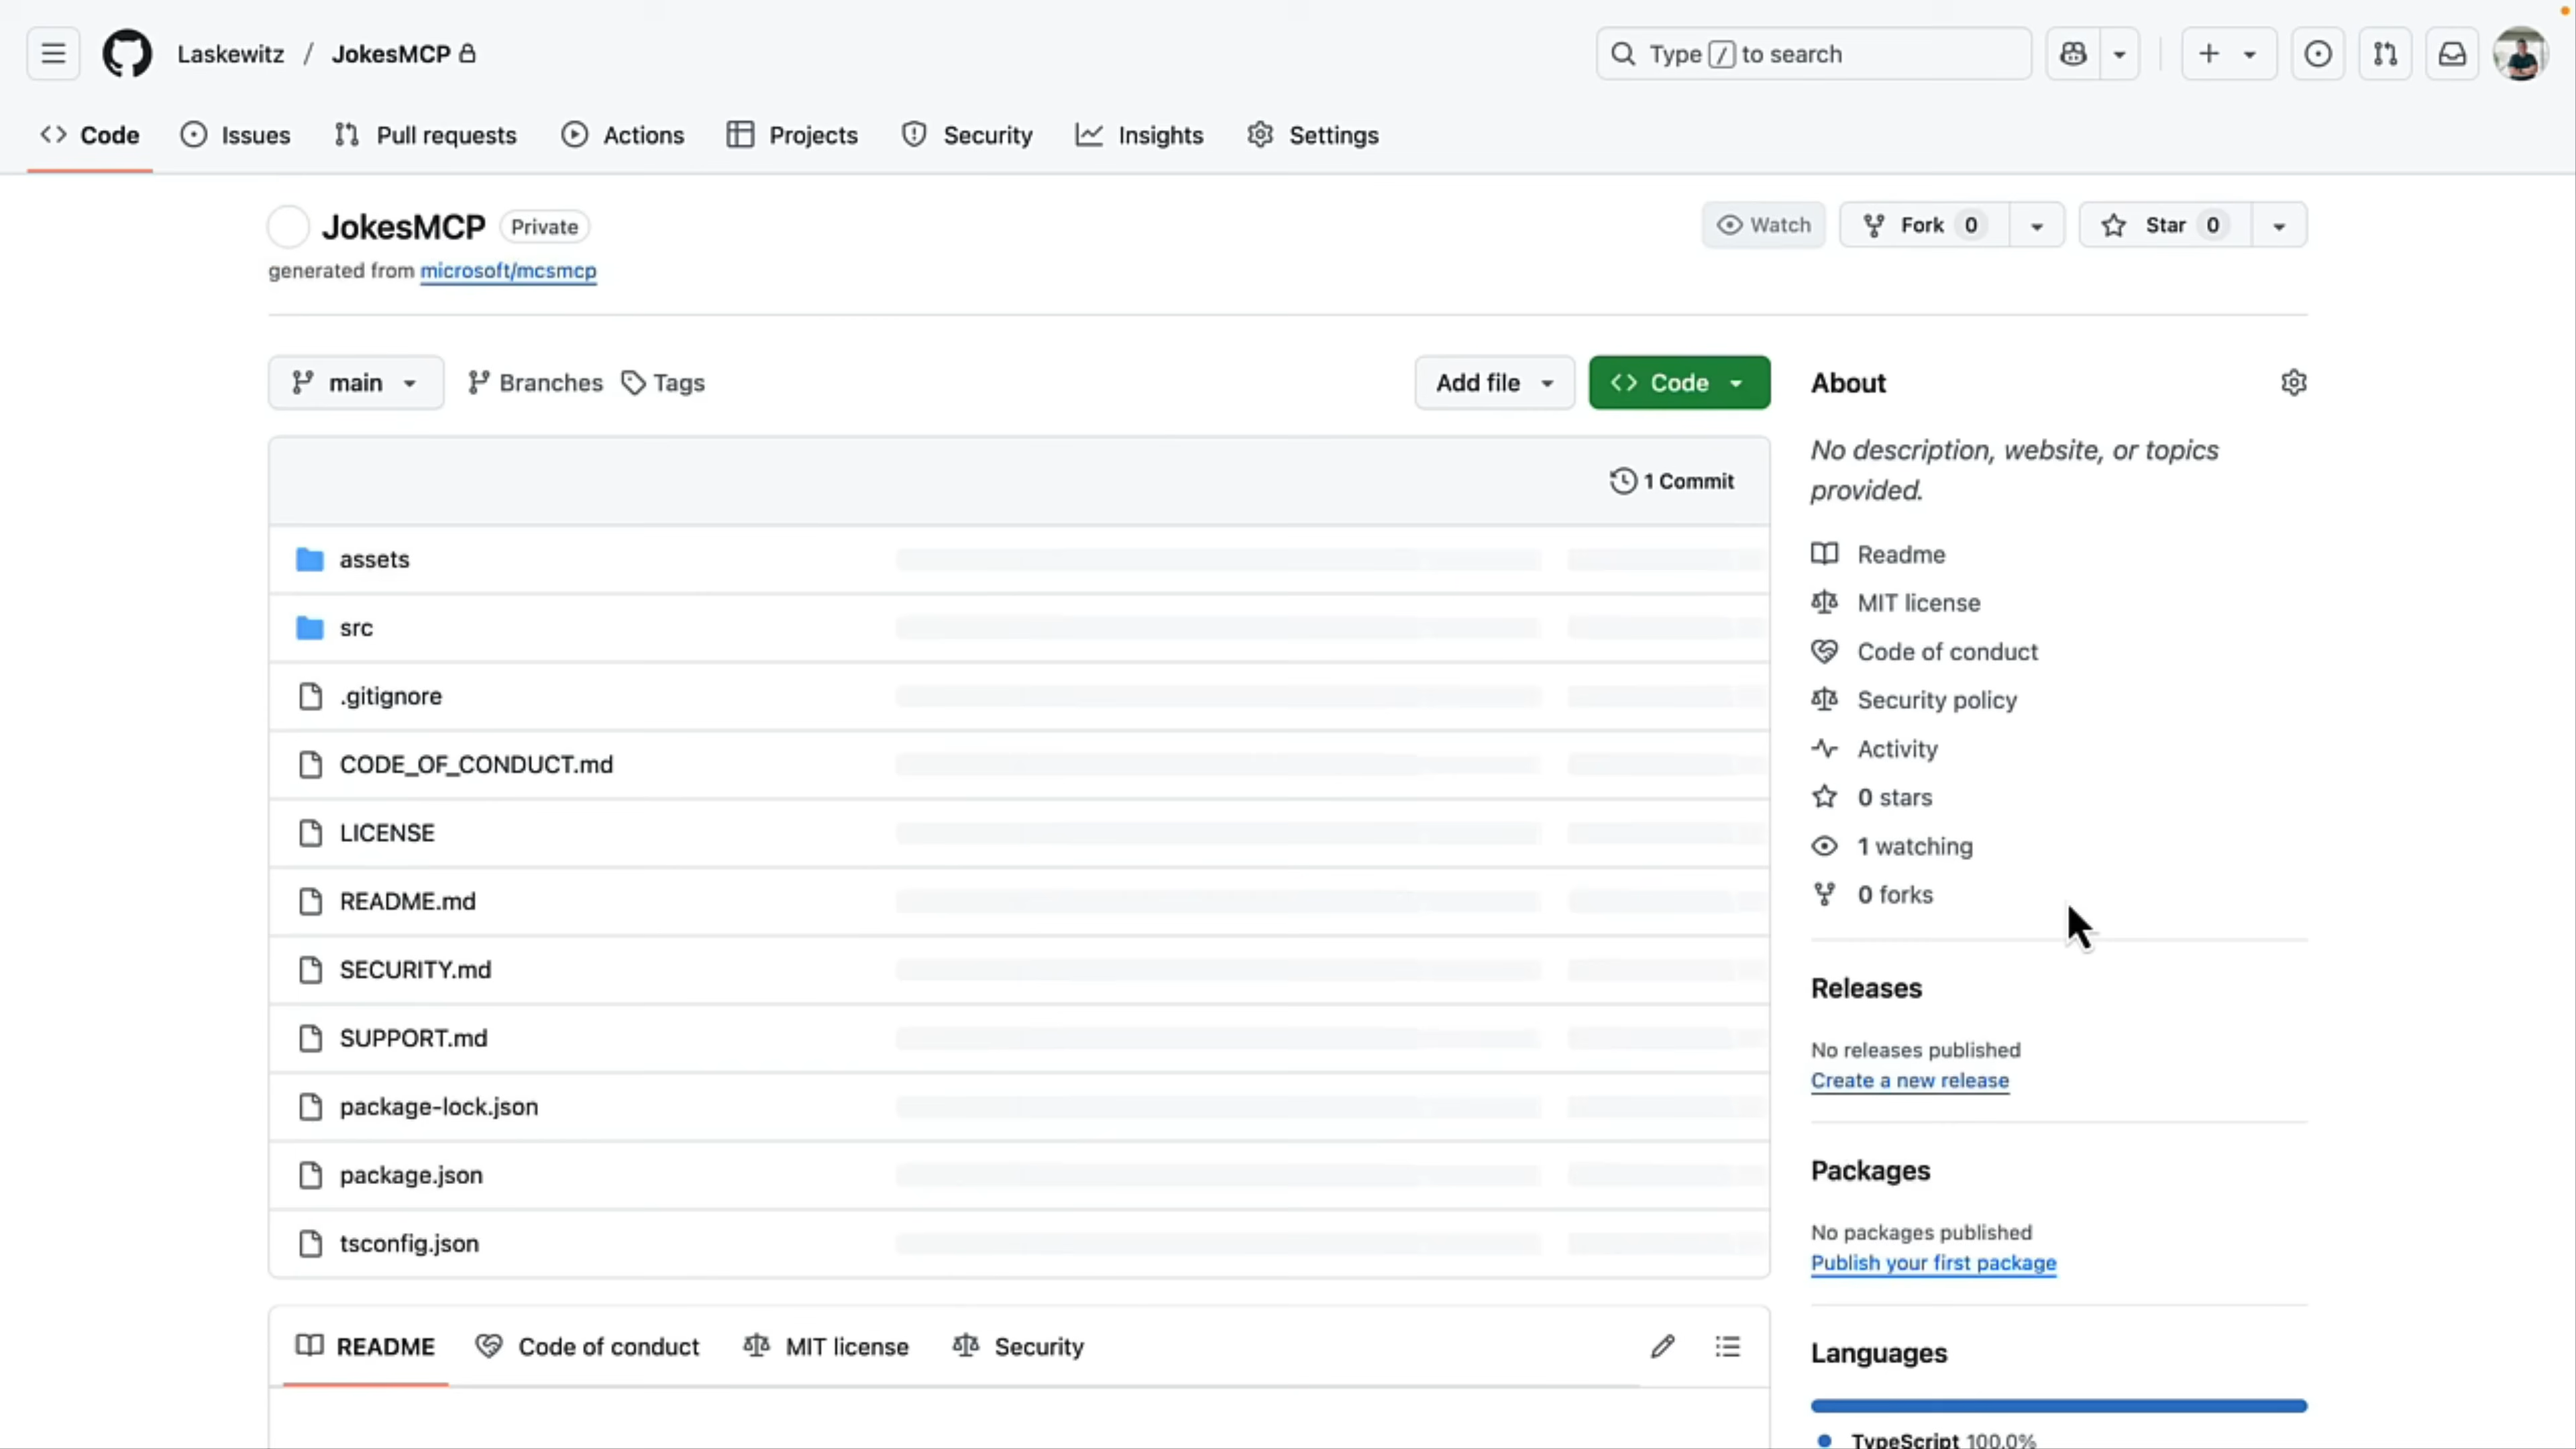 Laskewitz / JokesMCP
Type / to search
Code Issues Pull requests Actions Projects Security Insights Settings
JokesMCP Private
Watch Fork 0 Star 0
generated from microsoft/mcsmcp
main Branches Tags Add file Code
1 Commit
assets
src
.gitignore
CODE_OF_CONDUCT.md
LICENSE
README.md
SECURITY.md
SUPPORT.md
package-lock.json
package.json
tsconfig.json
README Code of conduct MIT license Security
About
No description, website, or topics
provided.
Readme
MIT license
Code of conduct
Security policy
Activity
0 stars
1 watching
0 forks
Releases
No releases published
Create a new release
Packages
No packages published
Publish your first package
Languages
TypeScript 100.0%